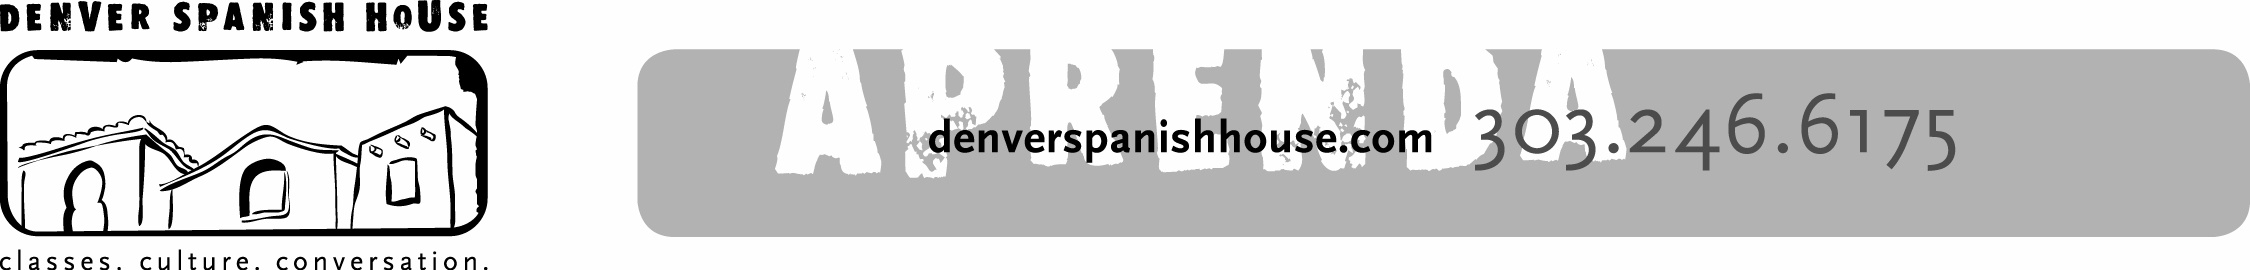 DENVER SPANISH HOUSE
classes. culture. conversation.
APRENDA
denverspanishhouse.com 303.246.6175